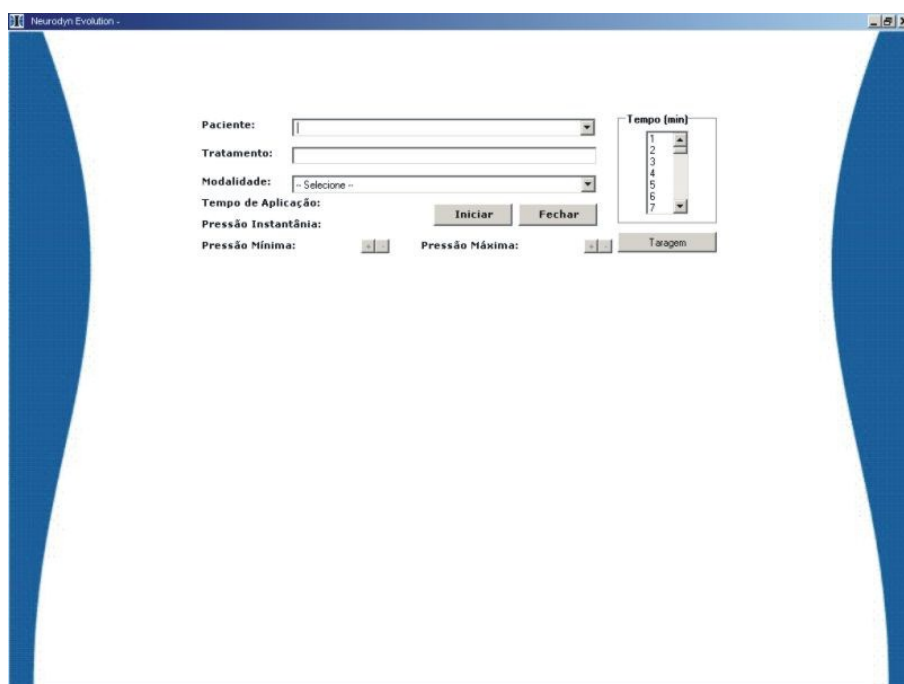 Neurodyn Evolution -
Paciente:
Tratamento:
Modalidade: -- Selecione --
Tempo de Aplicação:
Pressão Instantânia:
Iniciar Fechar
Pressão Mínima: + - Pressão Máxima: + -
Tempo (min)
1
2
3
4
5
6
7
Taragem